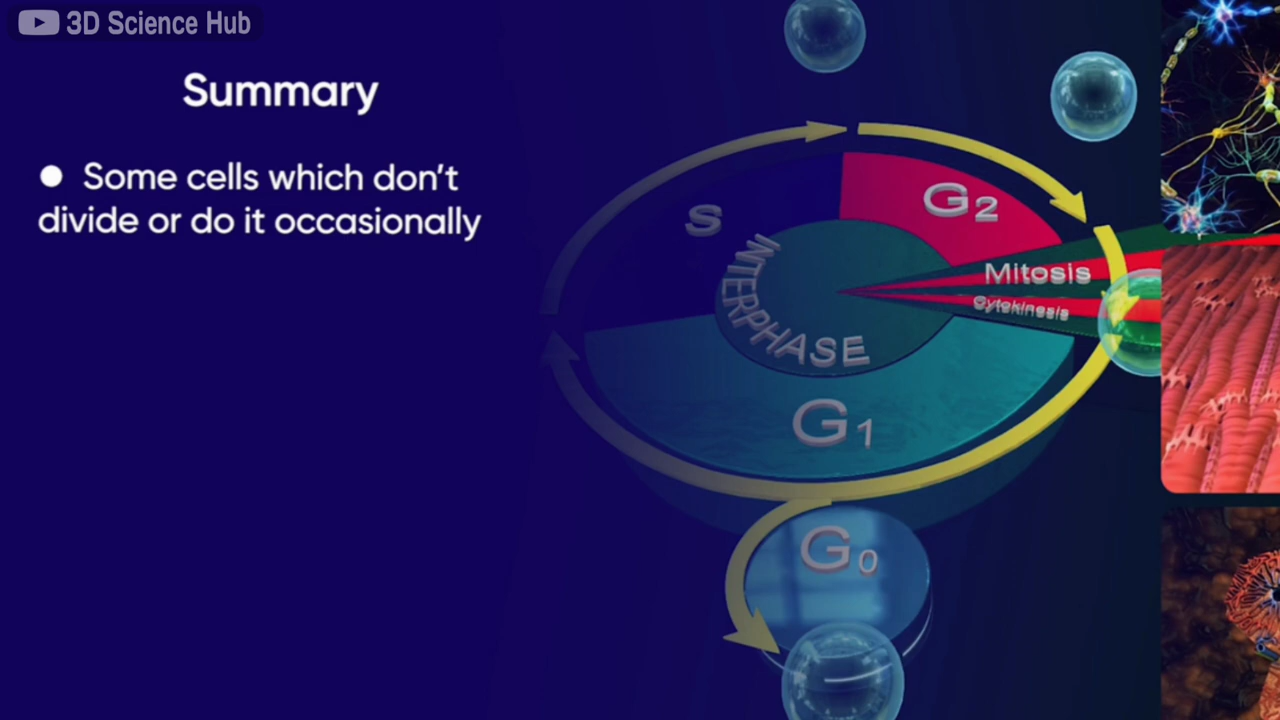 3D Science Hub
Summary
● Some cells which don't
divide or do it occasionally
S
G2
INTERPHASE
Mitosis
Cytokinesis
G1
G0